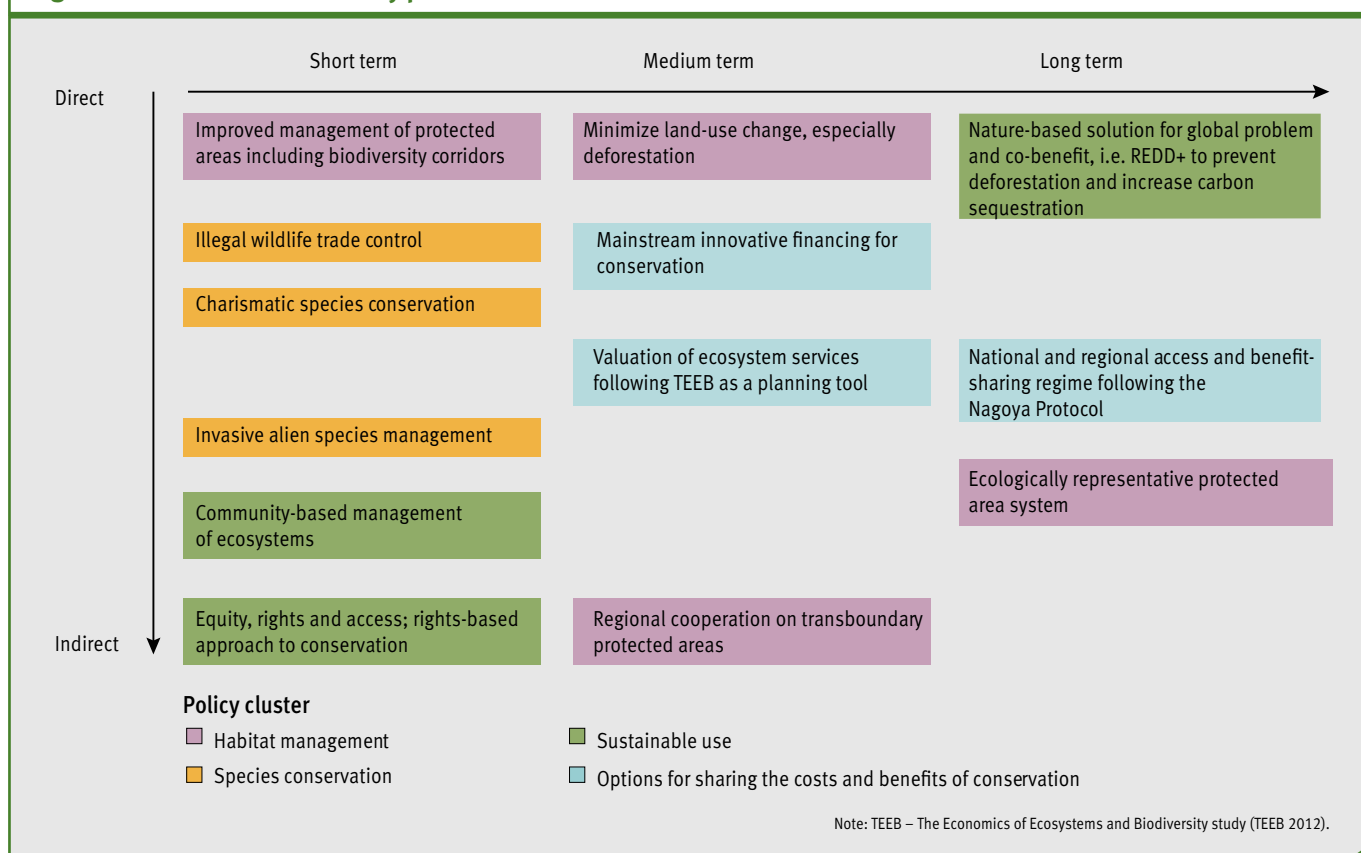 Short term
Medium term
Long term
Direct
Improved management of protected
areas including biodiversity corridors
Minimize land-use change, especially
deforestation
Nature-based solution for global problem
and co-benefit, i.e. REDD+ to prevent
deforestation and increase carbon
sequestration
Illegal wildlife trade control
Mainstream innovative financing for
conservation
Charismatic species conservation
Valuation of ecosystem services
following TEEB as a planning tool
National and regional access and benefit-
sharing regime following the
Nagoya Protocol
Invasive alien species management
Ecologically representative protected
area system
Community-based management
of ecosystems
Equity, rights and access; rights-based
approach to conservation
Regional cooperation on transboundary
protected areas
Indirect
Policy cluster
Habitat management
Sustainable use
Species conservation
Options for sharing the costs and benefits of conservation
Note: TEEB – The Economics of Ecosystems and Biodiversity study (TEEB 2012).